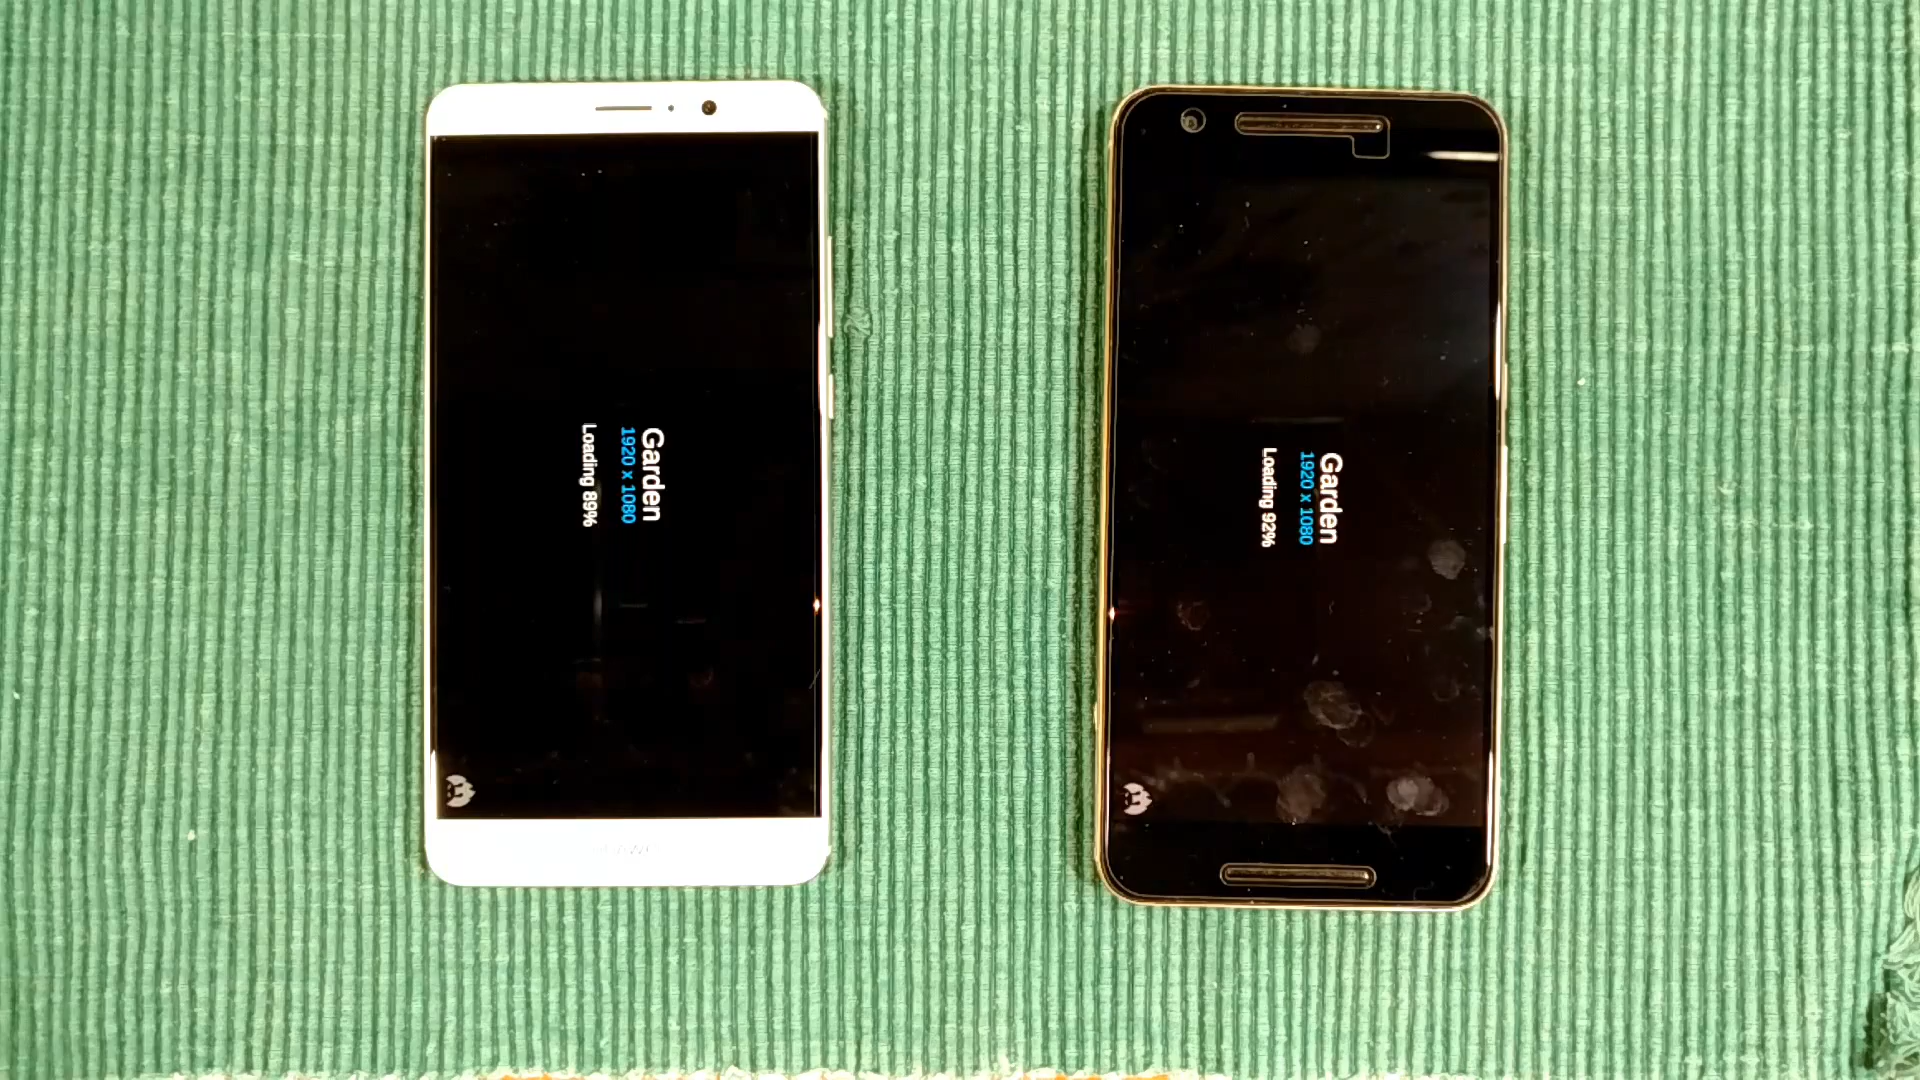 Garden
1920 x 1080
Loading 89%
Garden
1920 x 1080
Loading 92%